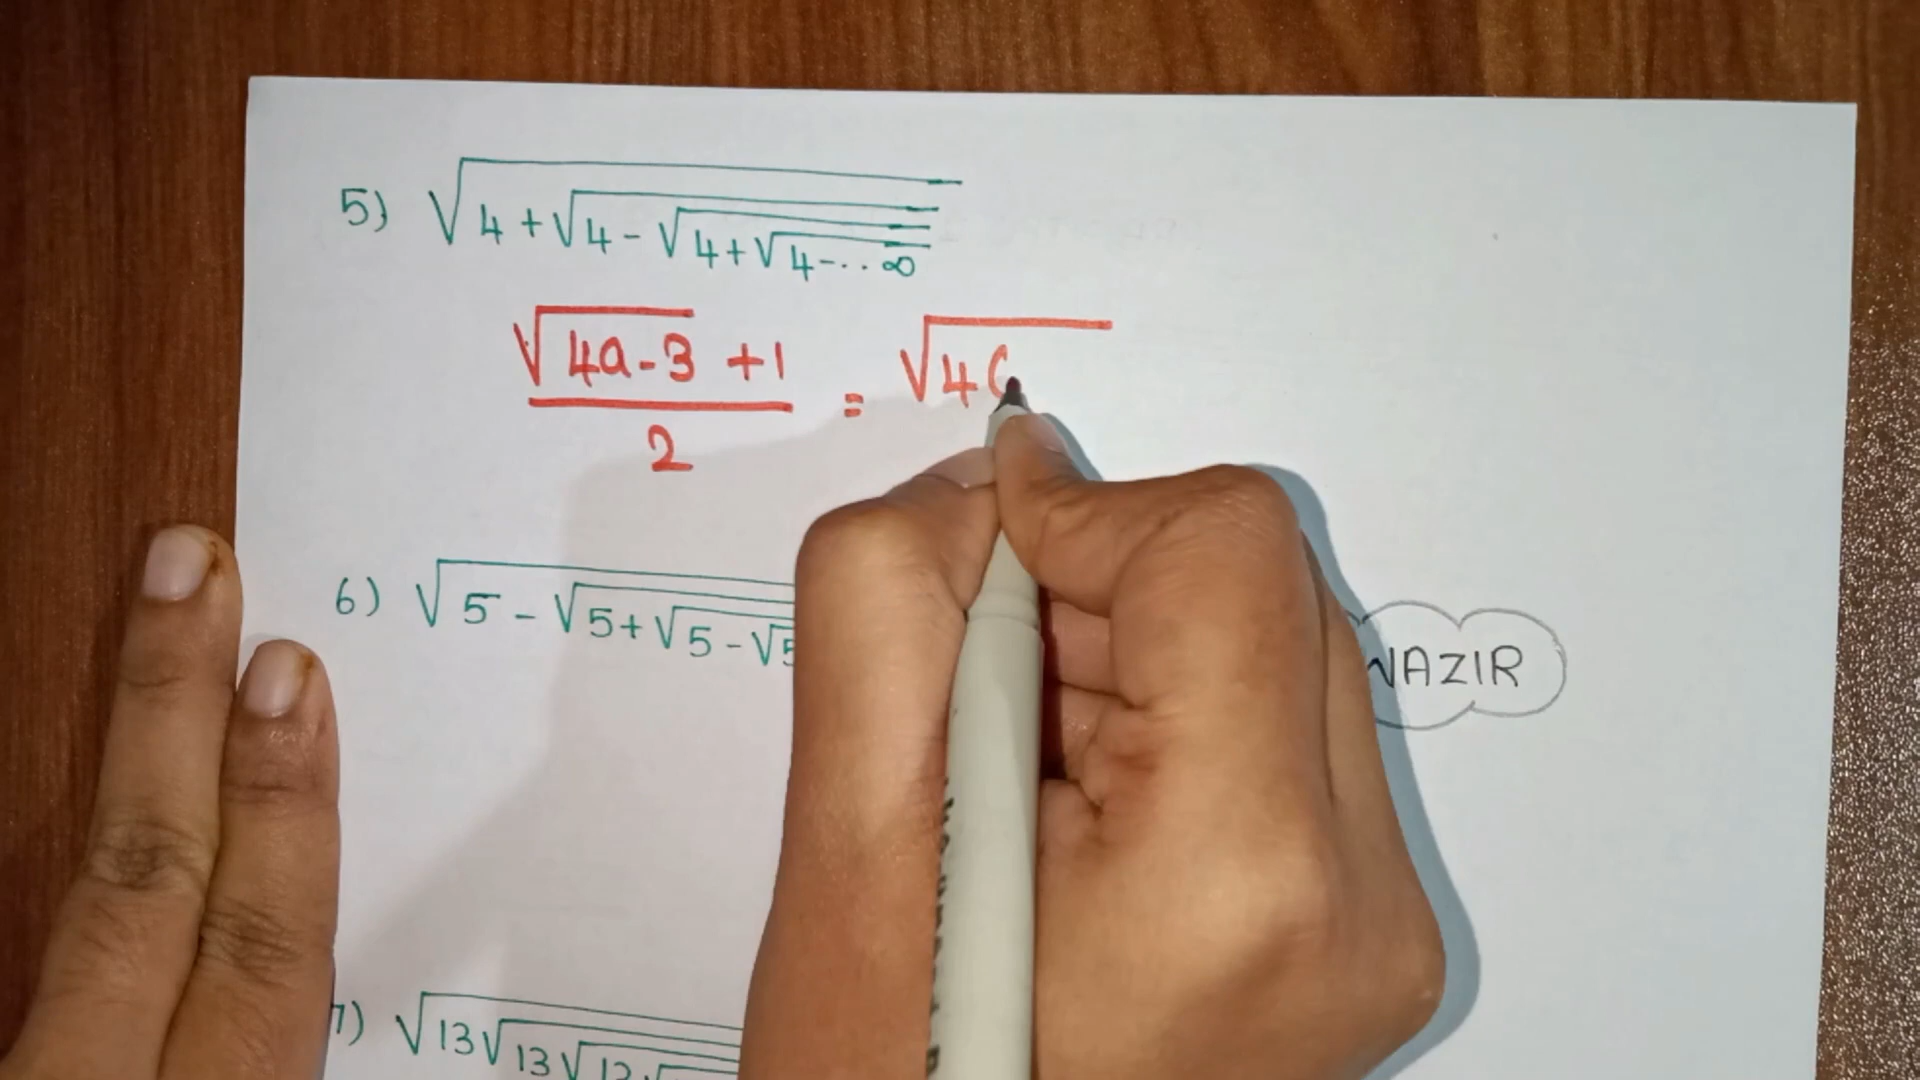 5) √4+√4-√4+√4-...∞
√4a-3 +1 / 2 = √4(
6) √5-√5+√5-√5
WAZIR
7) √13√13√13√